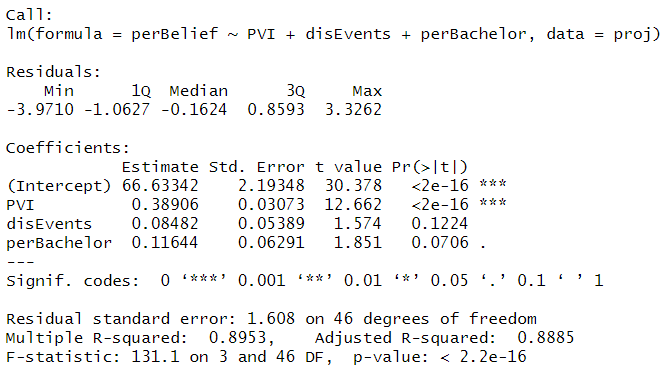 Call:
lm(formula = perBelief ~ PVI + disEvents + perBachelor, data = proj)
Residuals:
    Min      1Q  Median      3Q     Max
-3.9710 -1.0627 -0.1624  0.8593  3.3262
Coefficients:
            Estimate Std. Error t value Pr(>|t|)
(Intercept) 66.63342    2.19348  30.378   <2e-16 ***
PVI          0.38906    0.03073  12.662   <2e-16 ***
disEvents    0.08482    0.05389   1.574   0.1224
perBachelor  0.11644    0.06291   1.851   0.0706 .
---
Signif. codes:  0 ‘***’ 0.001 ‘**’ 0.01 ‘*’ 0.05 ‘.’ 0.1 ‘ ’ 1
Residual standard error: 1.608 on 46 degrees of freedom
Multiple R-squared:  0.8953,    Adjusted R-squared:  0.8885
F-statistic: 131.1 on 3 and 46 DF,  p-value: < 2.2e-16